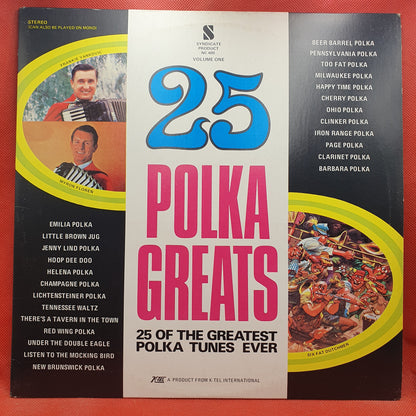 STEREO
(CAN ALSO BE PLAYED ON MONO)
FRANKIE YANKOVIC
MYRON FLOREN
S
SYNDICATE
PRODUCT
NC 426
VOLUME ONE
25
POLKA
GREATS
25 OF THE GREATEST
POLKA TUNES EVER
K-tel
A PRODUCT FROM K-TEL INTERNATIONAL
BEER BARREL POLKA
PENNSYLVANIA POLKA
TOO FAT POLKA
MILWAUKEE POLKA
HAPPY TIME POLKA
CHERRY POLKA
OHIO POLKA
CLINKER POLKA
IRON RANGE POLKA
PAGE POLKA
CLARINET POLKA
BARBARA POLKA
EMILIA POLKA
LITTLE BROWN JUG
JENNY LIND POLKA
HOOP DEE DOO
HELENA POLKA
CHAMPAGNE POLKA
LICHTENSTEINER POLKA
TENNESSEE WALTZ
THERE'S A TAVERN IN THE TOWN
RED WING POLKA
UNDER THE DOUBLE EAGLE
LISTEN TO THE MOCKING BIRD
NEW BRUNSWICK POLKA
SIX FAT DUTCHMEN